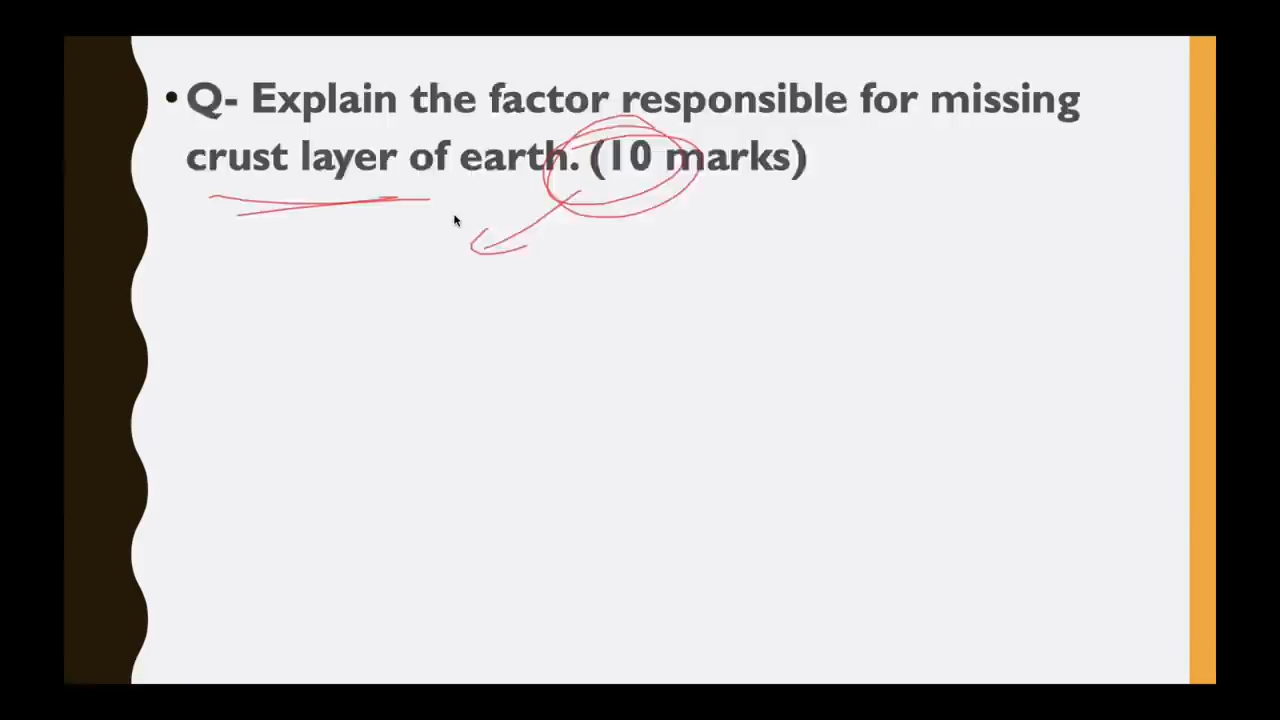 • Q- Explain the factor responsible for missing
crust layer of earth. (10 marks)